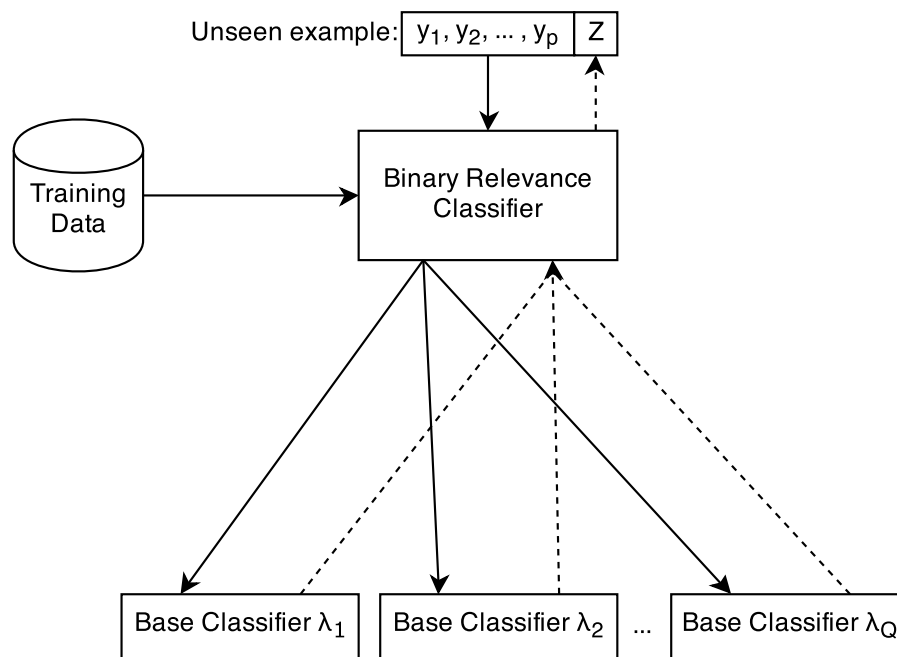 Unseen example: y₁, y₂, ... , yₚ Z
Binary Relevance
Classifier
Training
Data
Base Classifier λ₁ Base Classifier λ₂ ... Base Classifier λQ